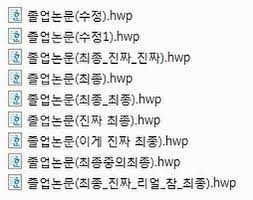 졸업논문(수정).hwp
졸업논문(수정1).hwp
졸업논문(최종_진짜_진짜).hwp
졸업논문(최종).hwp
졸업논문(최종_최종).hwp
졸업논문(진짜 최종).hwp
졸업논문(이게 진짜 최종).hwp
졸업논문(최종중의최종).hwp
졸업논문(최종_진짜_리얼_참_최종).hwp